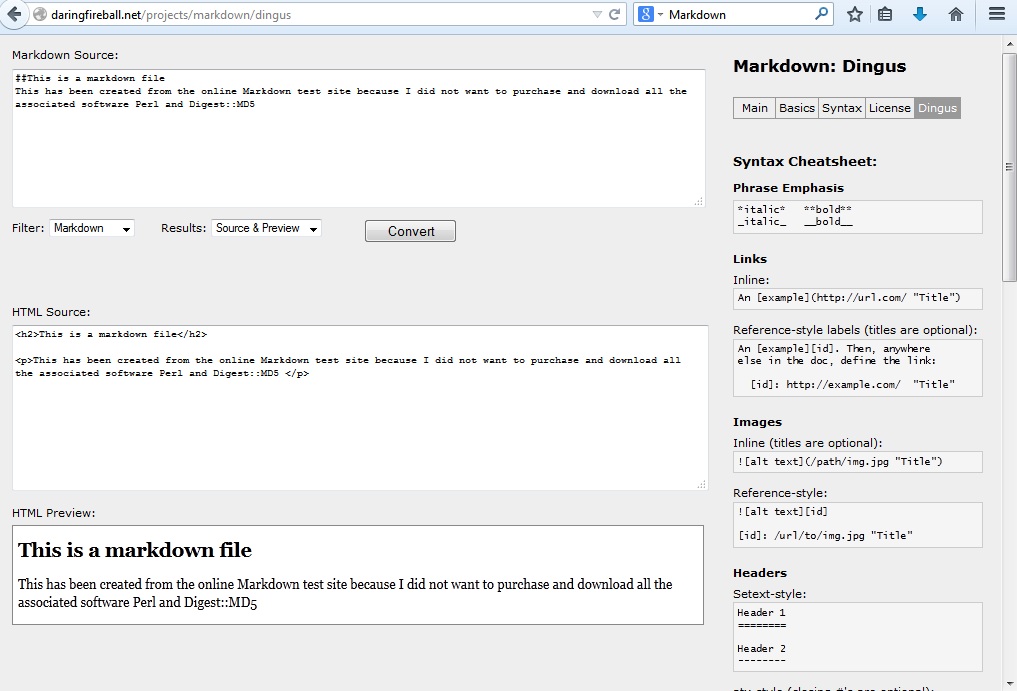 daringfireball.net/projects/markdown/dingus
8
Markdown
Markdown Source:
##This is a markdown file
This has been created from the online Markdown test site because I did not want to purchase and download all the
associated software Perl and Digest::MD5
Filter: Markdown Results: Source & Preview Convert
HTML Source:
<h2>This is a markdown file</h2>
<p>This has been created from the online Markdown test site because I did not want to purchase and download all
the associated software Perl and Digest::MD5 </p>
HTML Preview:
This is a markdown file
This has been created from the online Markdown test site because I did not want to purchase and download all the
associated software Perl and Digest::MD5
Markdown: Dingus
Main Basics Syntax License Dingus
Syntax Cheatsheet:
Phrase Emphasis
*italic* **bold**
_italic_ __bold__
Links
Inline:
An [example](http://url.com/ "Title")
Reference-style labels (titles are optional):
An [example][id]. Then, anywhere
else in the doc, define the link:
[id]: http://example.com/ "Title"
Images
Inline (titles are optional):
![alt text](/path/img.jpg "Title")
Reference-style:
![alt text][id]
[id]: /url/to/img.jpg "Title"
Headers
Setext-style:
Header 1
========
Header 2
--------